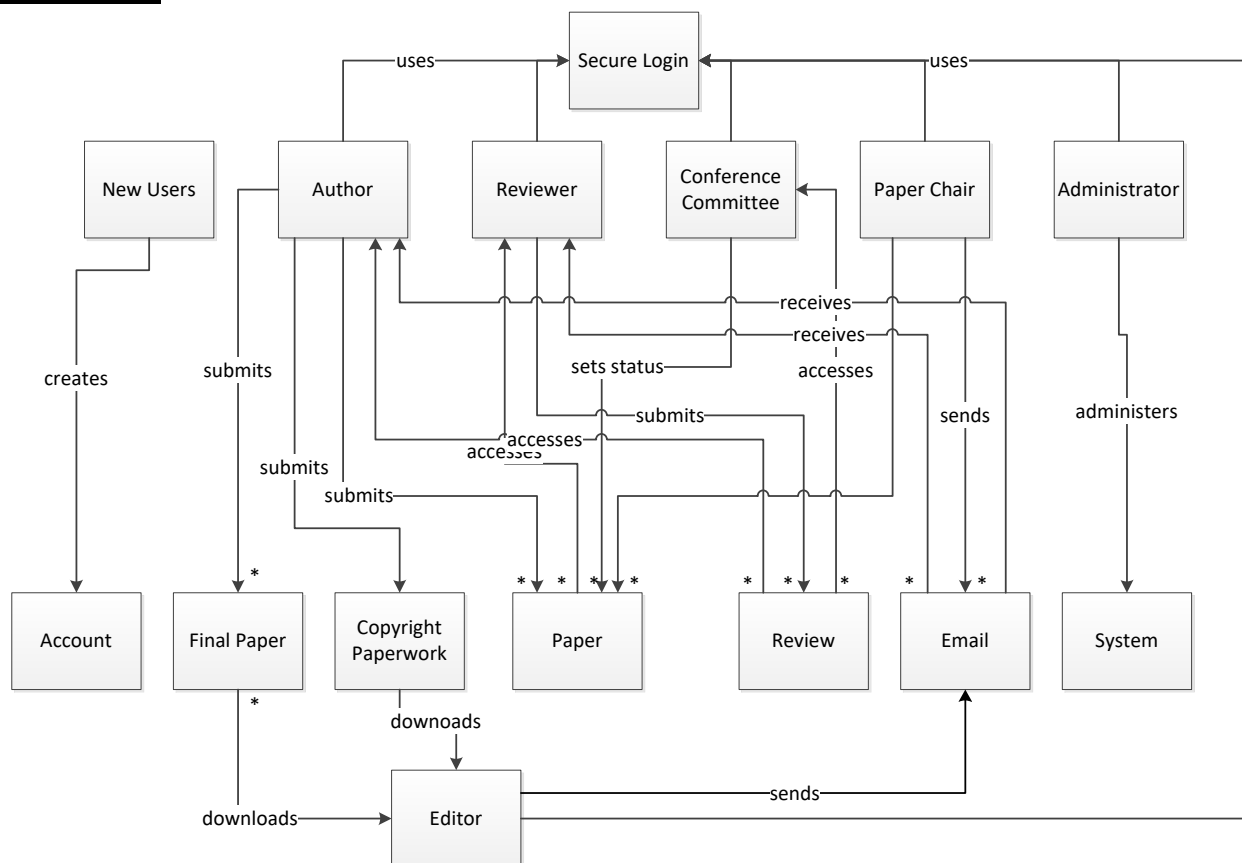 Secure Login
uses
uses
New Users
Author
Reviewer
Conference
Committee
Paper Chair
Administrator
receives
receives
creates
submits
sets status
accesses
submits
sends
administers
accesses
accesses
submits
submits
*
*
*
*
*
*
*
*
*
*
Account
Final Paper
Copyright
Paperwork
Paper
Review
Email
System
*
downoads
sends
downloads
Editor